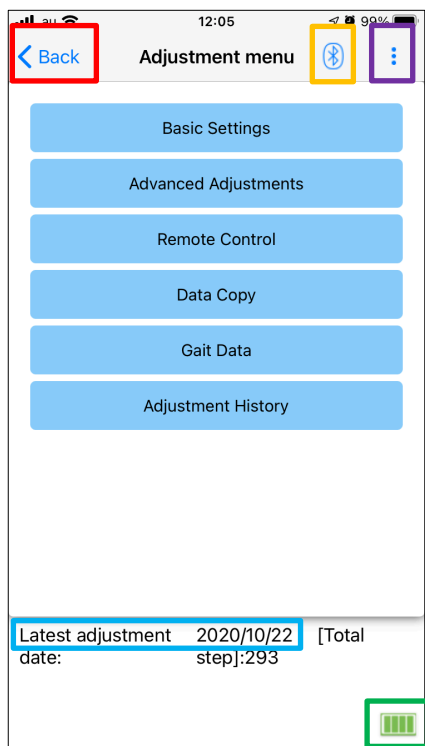 au 12:05 99%
Back Adjustment menu
Basic Settings
Advanced Adjustments
Remote Control
Data Copy
Gait Data
Adjustment History
Latest adjustment 2020/10/22 [Total
date: step]:293